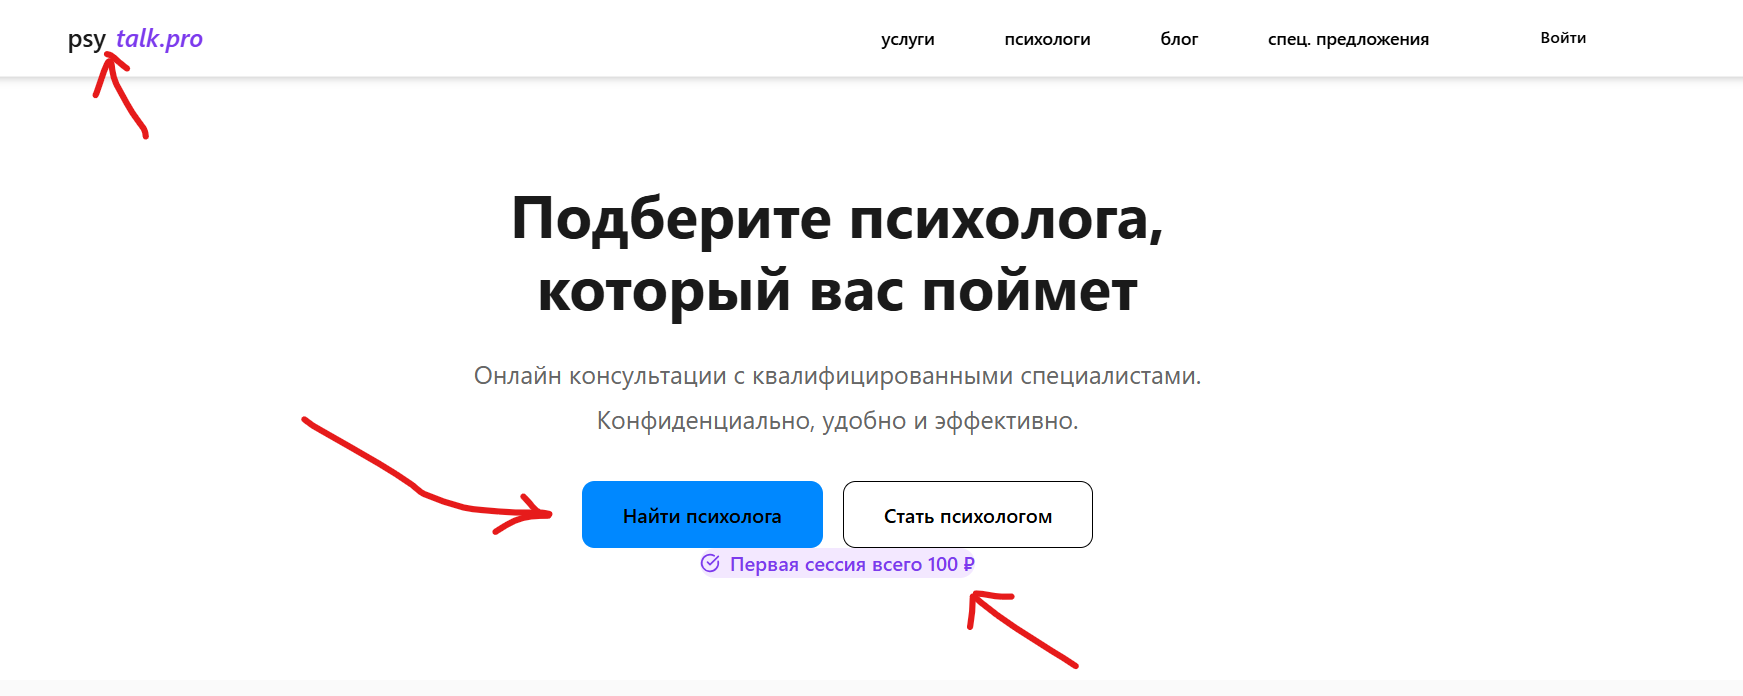 psy talk.pro
услуги психологи блог спец. предложения Войти
Подберите психолога,
который вас поймет
Онлайн консультации с квалифицированными специалистами.
Конфиденциально, удобно и эффективно.
Найти психолога Стать психологом
Первая сессия всего 100 ₽